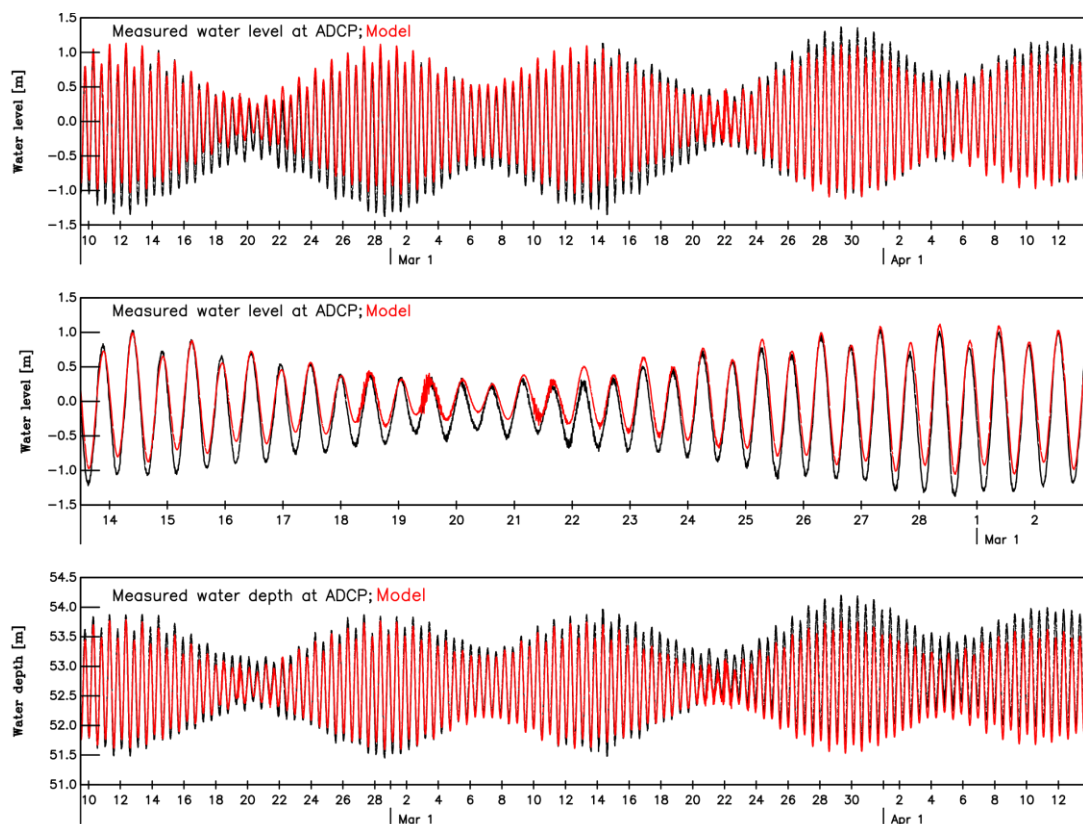 Measured water level at ADCP; Model
Water level [m]
1.5
1.0
0.5
0.0
−0.5
−1.0
−1.5
10 12 14 16 18 20 22 24 26 28 2 4 6 8 10 12 14 16 18 20 22 24 26 28 30 2 4 6 8 10 12
Mar 1 Apr 1
Measured water level at ADCP; Model
Water level [m]
1.5
1.0
0.5
0.0
−0.5
−1.0
−1.5
14 15 16 17 18 19 20 21 22 23 24 25 26 27 28 1 2
Mar 1
Measured water depth at ADCP; Model
Water depth [m]
54.5
54.0
53.5
53.0
52.5
52.0
51.5
51.0
10 12 14 16 18 20 22 24 26 28 2 4 6 8 10 12 14 16 18 20 22 24 26 28 30 2 4 6 8 10 12
Mar 1 Apr 1